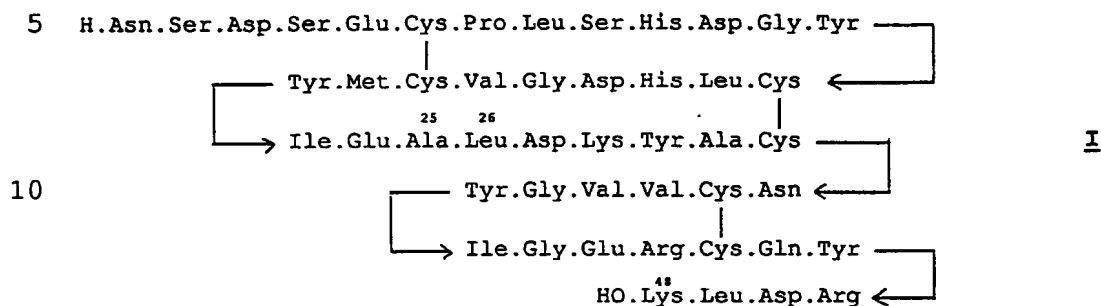 5 H.Asn.Ser.Asp.Ser.Glu.Cys.Pro.Leu.Ser.His.Asp.Gly.Tyr
Tyr.Met.Cys.Val.Gly.Asp.His.Leu.Cys
25 26
Ile.Glu.Ala.Leu.Asp.Lys.Tyr.Ala.Cys I
10 Tyr.Gly.Val.Val.Cys.Asn
Ile.Gly.Glu.Arg.Cys.Gln.Tyr
48
HO.Lys.Leu.Asp.Arg